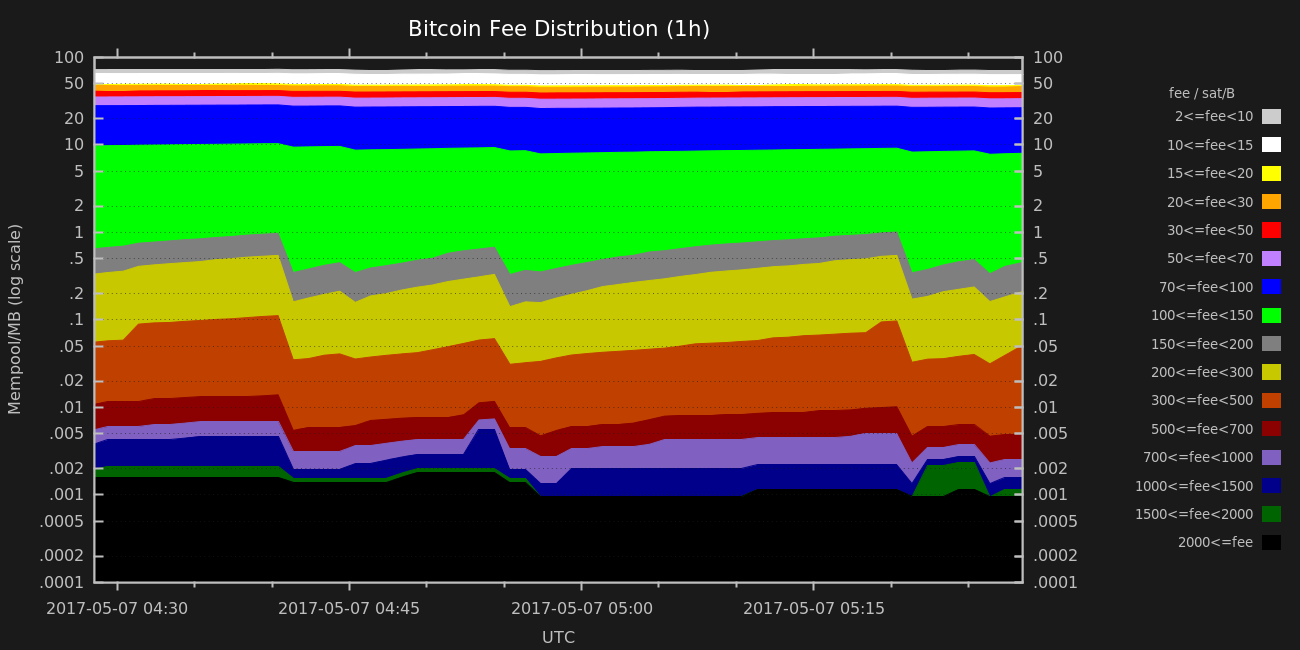 Bitcoin Fee Distribution (1h)
100
50
20
10
5
2
1
.5
.2
.1
.05
.02
.01
.005
.002
.001
.0005
.0002
.0001
Mempool/MB (log scale)
100
50
20
10
5
2
1
.5
.2
.1
.05
.02
.01
.005
.002
.001
.0005
.0002
.0001
2017-05-07 04:30
2017-05-07 04:45
2017-05-07 05:00
2017-05-07 05:15
UTC
fee / sat/B
2<=fee<10
10<=fee<15
15<=fee<20
20<=fee<30
30<=fee<50
50<=fee<70
70<=fee<100
100<=fee<150
150<=fee<200
200<=fee<300
300<=fee<500
500<=fee<700
700<=fee<1000
1000<=fee<1500
1500<=fee<2000
2000<=fee